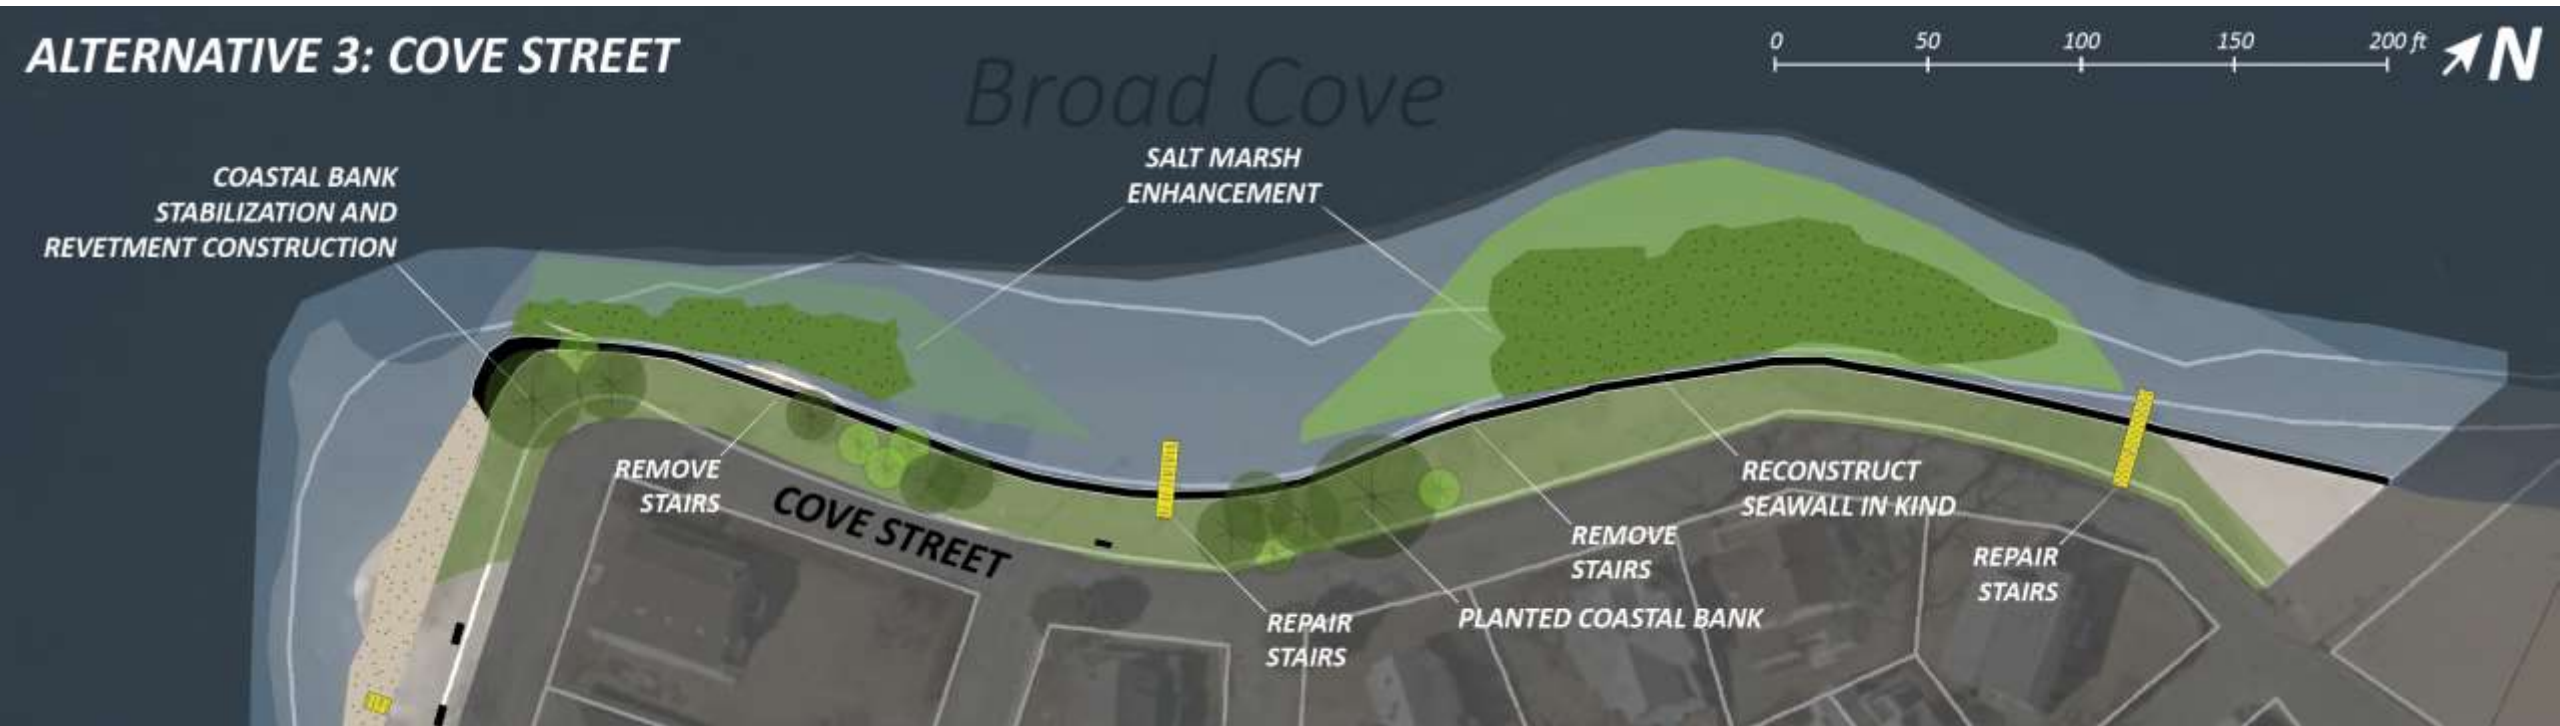 ALTERNATIVE 3: COVE STREET
0 50 100 150 200 ft
N
Broad Cove
COASTAL BANK
STABILIZATION AND
REVETMENT CONSTRUCTION
SALT MARSH
ENHANCEMENT
REMOVE
STAIRS
COVE STREET
REPAIR
STAIRS
PLANTED COASTAL BANK
REMOVE
STAIRS
RECONSTRUCT
SEAWALL IN KIND
REPAIR
STAIRS